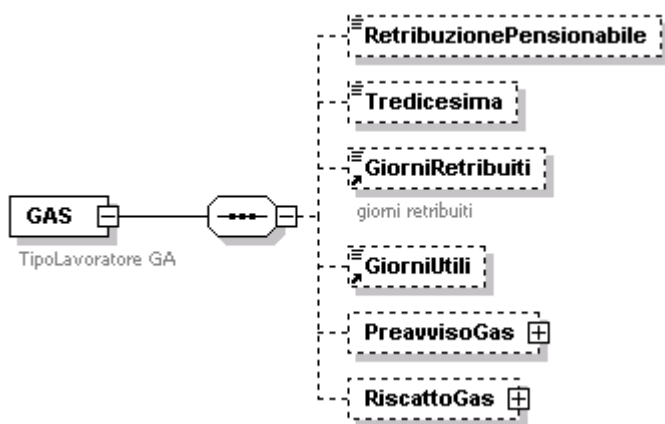 RetribuzionePensionabile
Tredicesima
GiorniRetribuiti
giorni retribuiti
GAS
TipoLavoratore GA
GiorniUtili
PreavvisoGas
RiscattoGas